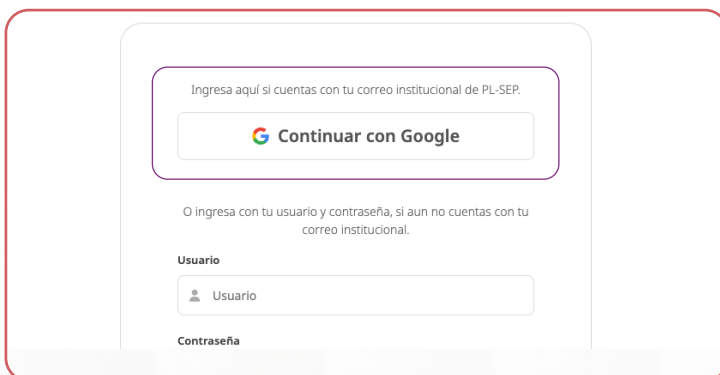 Ingresa aquí si cuentas con tu correo institucional de PL-SEP.
Continuar con Google
O ingresa con tu usuario y contraseña, si aun no cuentas con tu
correo institucional.
Usuario
Usuario
Contraseña